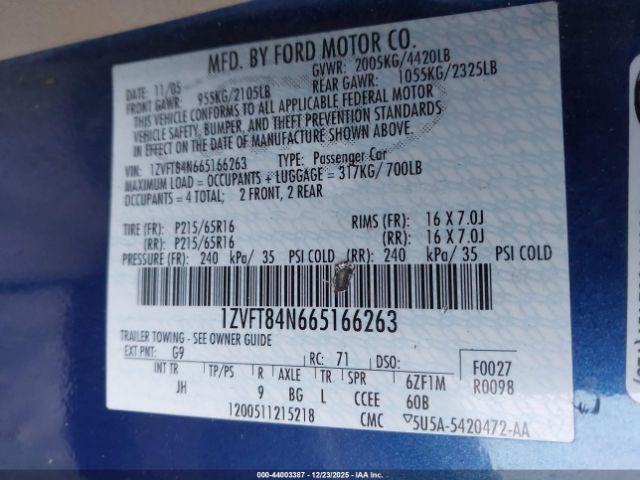 MFD. BY FORD MOTOR CO.
DATE: 11/05 GVWR: 2005KG/4420LB
FRONT GAWR: 955KG/2105LB REAR GAWR: 1055KG/2325LB
THIS VEHICLE CONFORMS TO ALL APPLICABLE FEDERAL MOTOR
VEHICLE SAFETY, BUMPER, AND THEFT PREVENTION STANDARDS
IN EFFECT ON THE DATE OF MANUFACTURE SHOWN ABOVE.
VIN: 1ZVFT84N665166263 TYPE: Passenger Car
MAXIMUM LOAD = OCCUPANTS + LUGGAGE = 317KG/ 700LB
OCCUPANTS = 4 TOTAL; 2 FRONT, 2 REAR
TIRE (FR): P215/65R16 RIMS (FR): 16 X 7.0J
(RR): P215/65R16 (RR): 16 X 7.0J
PRESSURE (FR): 240 kPa/ 35 PSI COLD (RR): 240 kPa/ 35 PSI COLD
1ZVFT84N665166263
TRAILER TOWING - SEE OWNER GUIDE
EXT PNT: G9 RC: 71 DSO: F0027
INT TR TP/PS R AXLE TR SPR 6ZF1M R0098
JH 9 BG L CCEE 60B
1200511215218 CMC 5U5A-5420472-AA
000-44003387 - 12/23/2025 - IAA Inc.